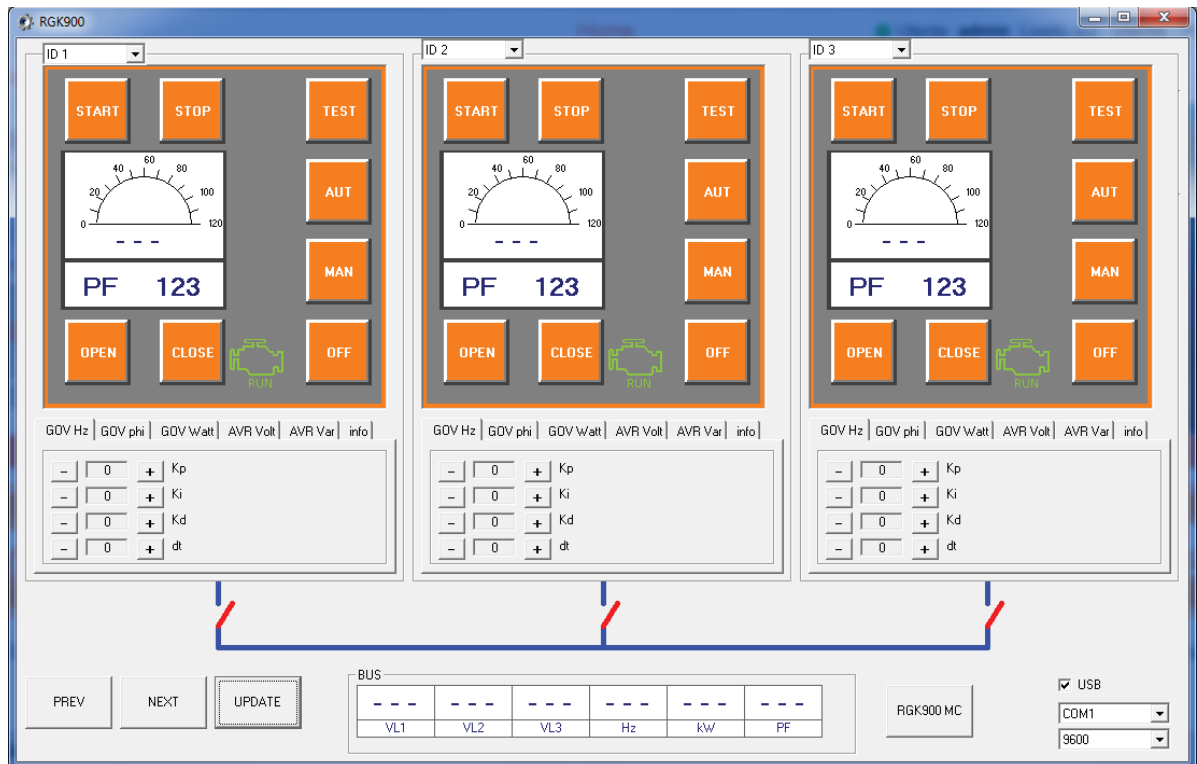 RGK900
ID 1
START STOP TEST
60
40 80
20 100
0 120
- - -
AUT
PF 123
MAN
OPEN CLOSE OFF
RUN
GOV Hz GOV phi GOV Watt AVR Volt AVR Var info
- 0 + Kp
- 0 + Ki
- 0 + Kd
- 0 + dt
ID 2
START STOP TEST
60
40 80
20 100
0 120
- - -
AUT
PF 123
MAN
OPEN CLOSE OFF
RUN
GOV Hz GOV phi GOV Watt AVR Volt AVR Var info
- 0 + Kp
- 0 + Ki
- 0 + Kd
- 0 + dt
ID 3
START STOP TEST
60
40 80
20 100
0 120
- - -
AUT
PF 123
MAN
OPEN CLOSE OFF
RUN
GOV Hz GOV phi GOV Watt AVR Volt AVR Var info
- 0 + Kp
- 0 + Ki
- 0 + Kd
- 0 + dt
PREV NEXT UPDATE
BUS
- - - - - - - - - - - - - - - - - -
VL1 VL2 VL3 Hz kW PF
RGK900 MC
USB
COM1
9600